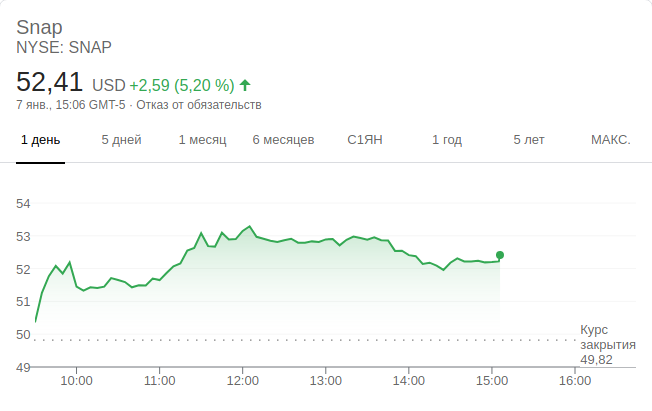 Snap
NYSE: SNAP
52,41 USD +2,59 (5,20 %)
7 янв., 15:06 GMT-5 · Отказ от обязательств
1 день 5 дней 1 месяц 6 месяцев С1ЯН 1 год 5 лет МАКС.
54
53
52
51
50
49
Курс
закрытия
49,82
10:00 11:00 12:00 13:00 14:00 15:00 16:00